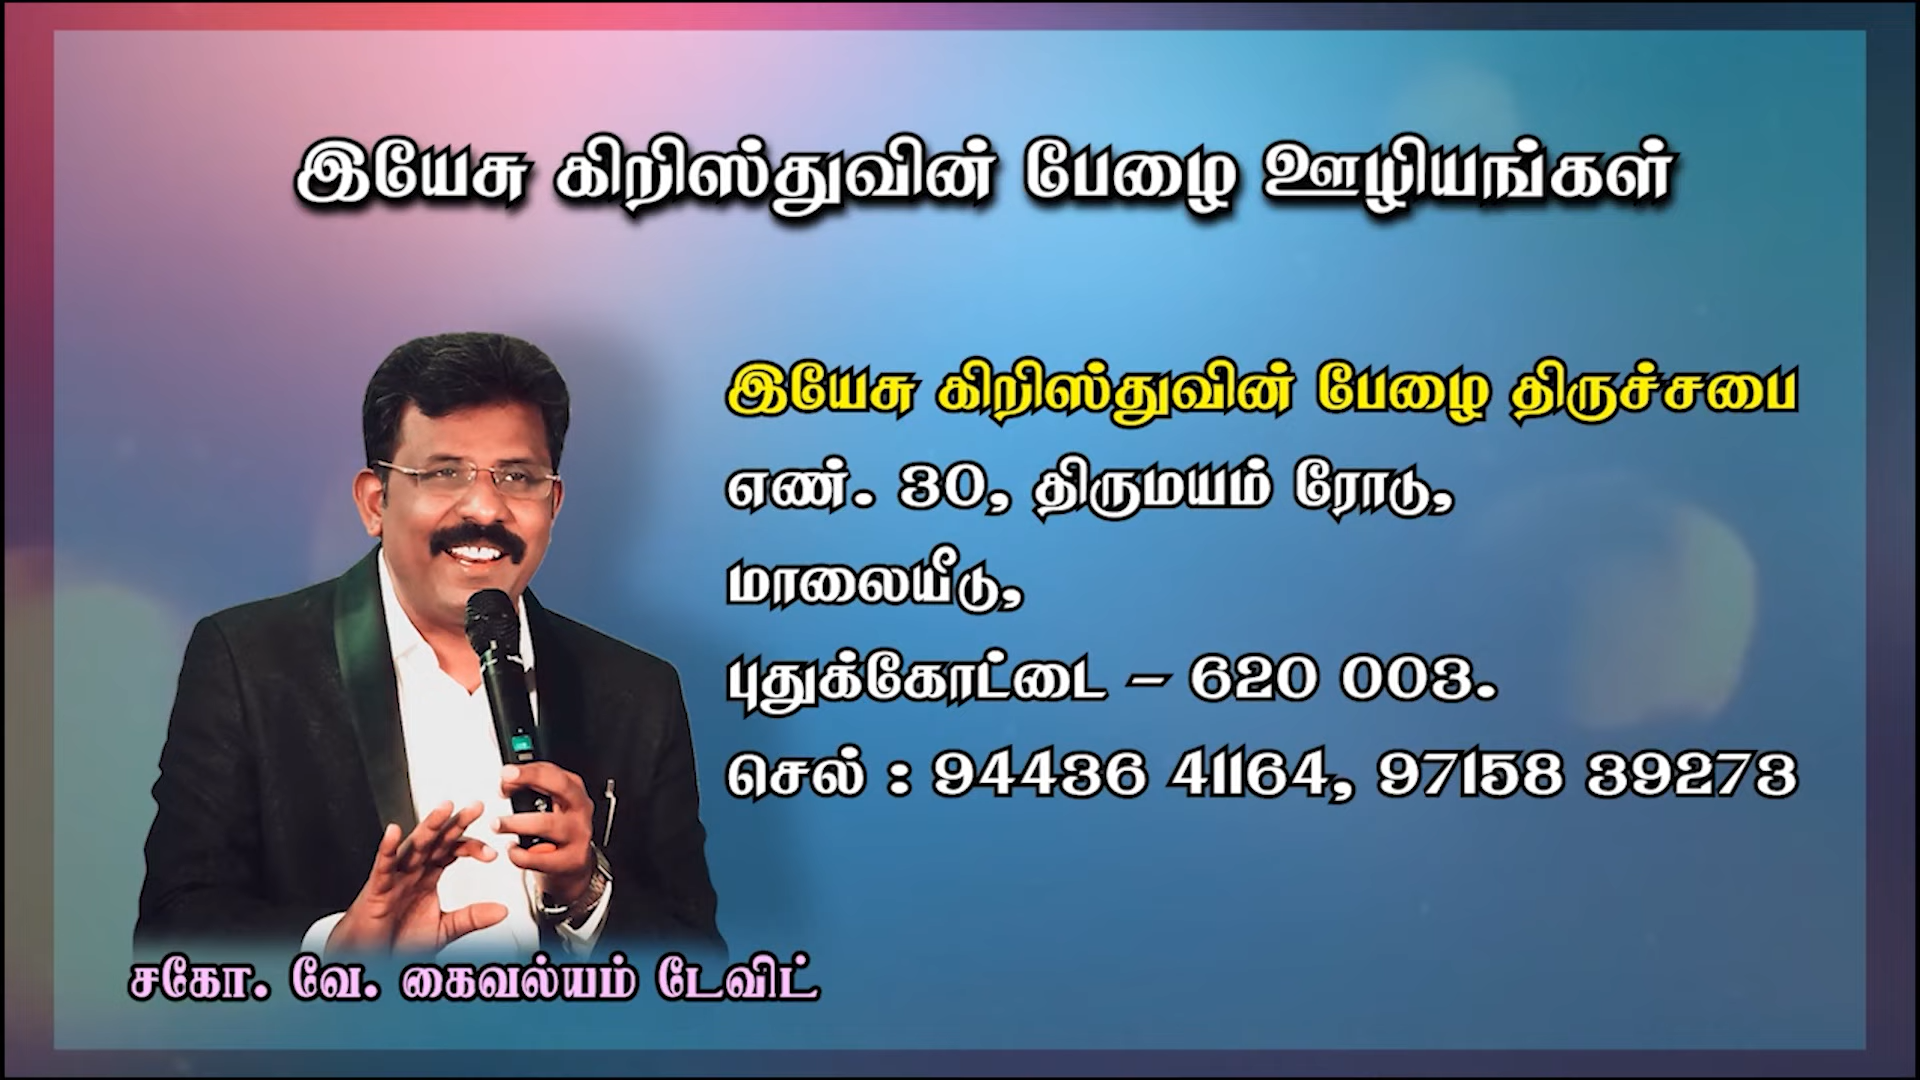 இயேசு கிறிஸ்துவின் பேழை ஊழியங்கள்
இயேசு கிறிஸ்துவின் பேழை திருச்சபை
எண். 30, திருமயம் ரோடு,
மாலையீடு,
புதுக்கோட்டை – 620 003.
செல் : 94436 41164, 97158 39273
சகோ. வே. கைவல்யம் டேவிட்